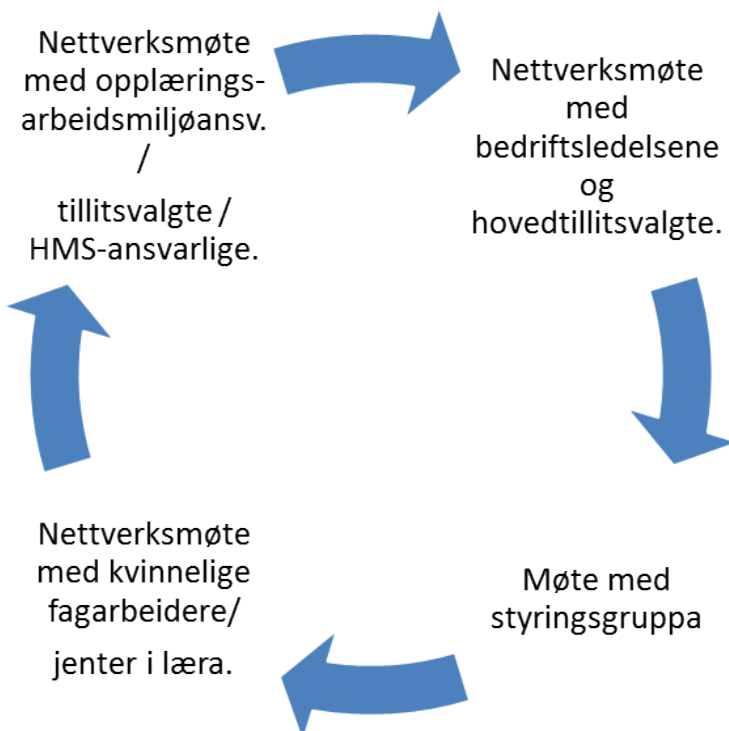 Nettverksmøte
med opplærings-
arbeidsmiljøansv.
/
tillitsvalgte /
HMS-ansvarlige.
Nettverksmøte
med
bedriftsledelsene
og
hovedtillitsvalgte.
Møte med
styringsgruppa
Nettverksmøte
med kvinnelige
fagarbeidere/
jenter i læra.